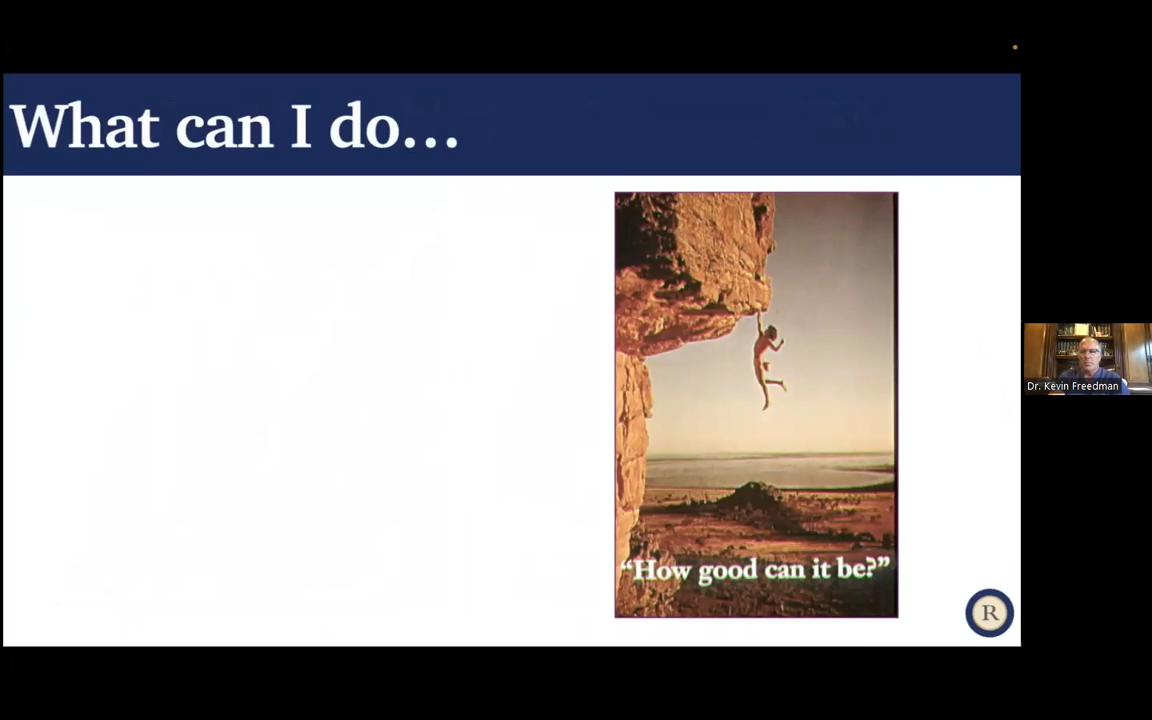 What can I do…
“How good can it be?”
R
Dr. Kevin Freedman